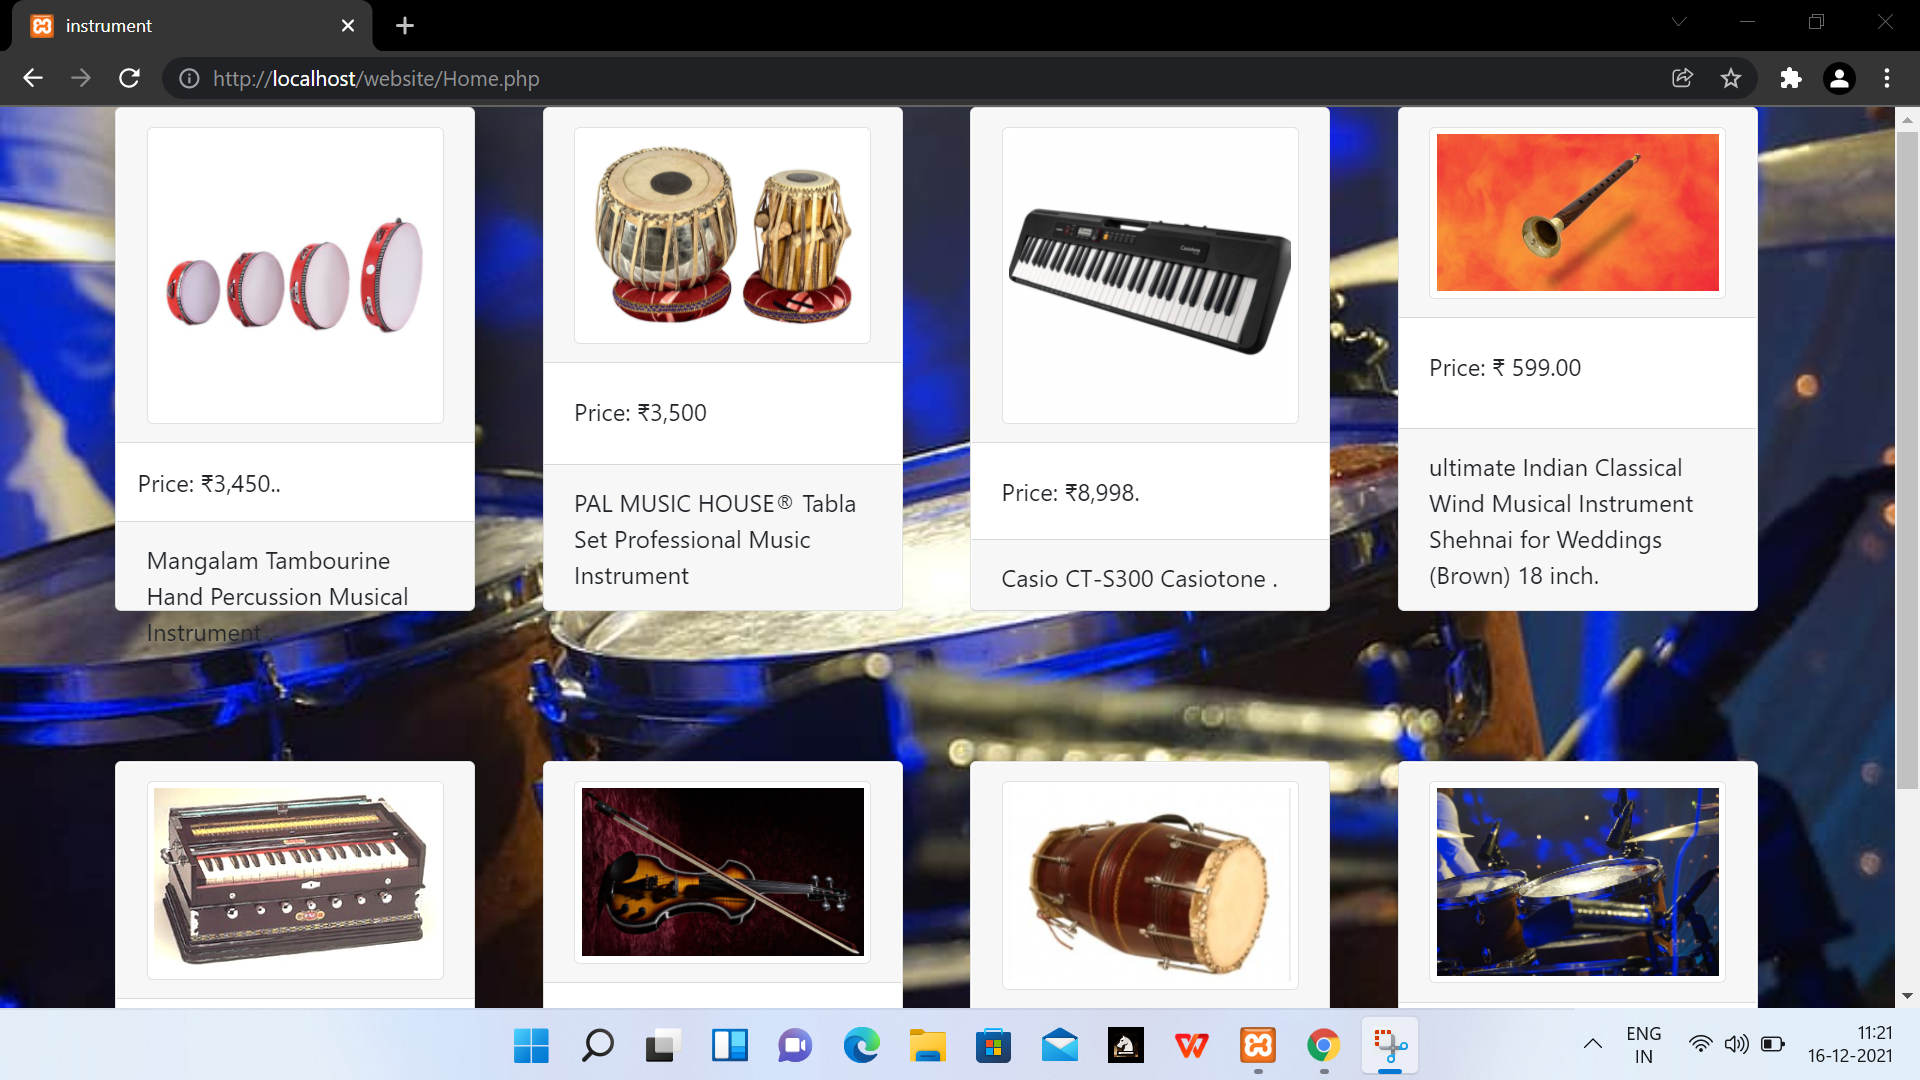 instrument
http://localhost/website/Home.php
Price: ₹3,450..
Mangalam Tambourine
Hand Percussion Musical
Instrument .
Price: ₹3,500
PAL MUSIC HOUSE® Tabla
Set Professional Music
Instrument
Casiotone
Price: ₹8,998.
Casio CT-S300 Casiotone .
Price: ₹ 599.00
ultimate Indian Classical
Wind Musical Instrument
Shehnai for Weddings
(Brown) 18 inch.
ENG
IN
11:21
16-12-2021